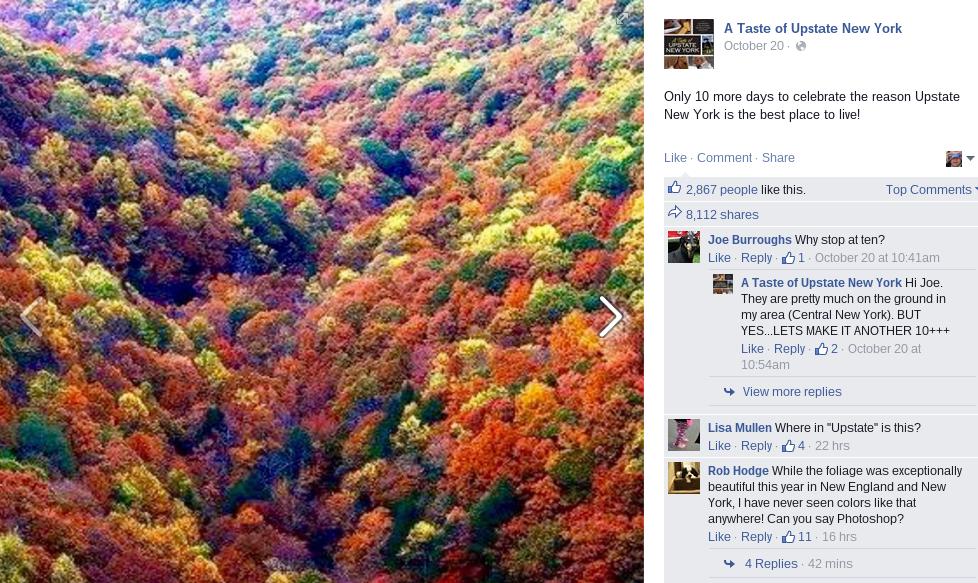 UPSTATE
NEW YORK
A Taste of Upstate New York
October 20 ·
Only 10 more days to celebrate the reason Upstate
New York is the best place to live!
Like · Comment · Share
2,867 people like this.
Top Comments
8,112 shares
Joe Burroughs Why stop at ten?
Like · Reply · 1 · October 20 at 10:41am
A Taste of Upstate New York Hi Joe.
They are pretty much on the ground in
my area (Central New York). BUT
YES...LETS MAKE IT ANOTHER 10+++
Like · Reply · 2 · October 20 at
10:54am
View more replies
Lisa Mullen Where in "Upstate" is this?
Like · Reply · 4 · 22 hrs
Rob Hodge While the foliage was exceptionally
beautiful this year in New England and New
York, I have never seen colors like that
anywhere! Can you say Photoshop?
Like · Reply · 11 · 16 hrs
4 Replies · 42 mins